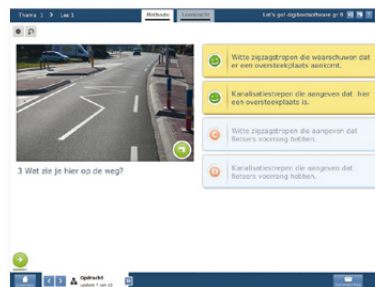 Thema 1 > Les 1
Methode
Leerkracht
Let's go! digibordsoftware gr 6
Witte zigzagstrepen die waarschuwen dat
er een oversteekplaats aankomt.
Kanalisatiestrepen die aangeven dat hier
een oversteekplaats is.
C
Witte zigzagstrepen die aangeven dat
fietsers voorrang hebben.
D
Kanalisatiestrepen die aangeven dat
fietsers voorrang hebben.
3 Wat zie je hier op de weg?
Opdracht